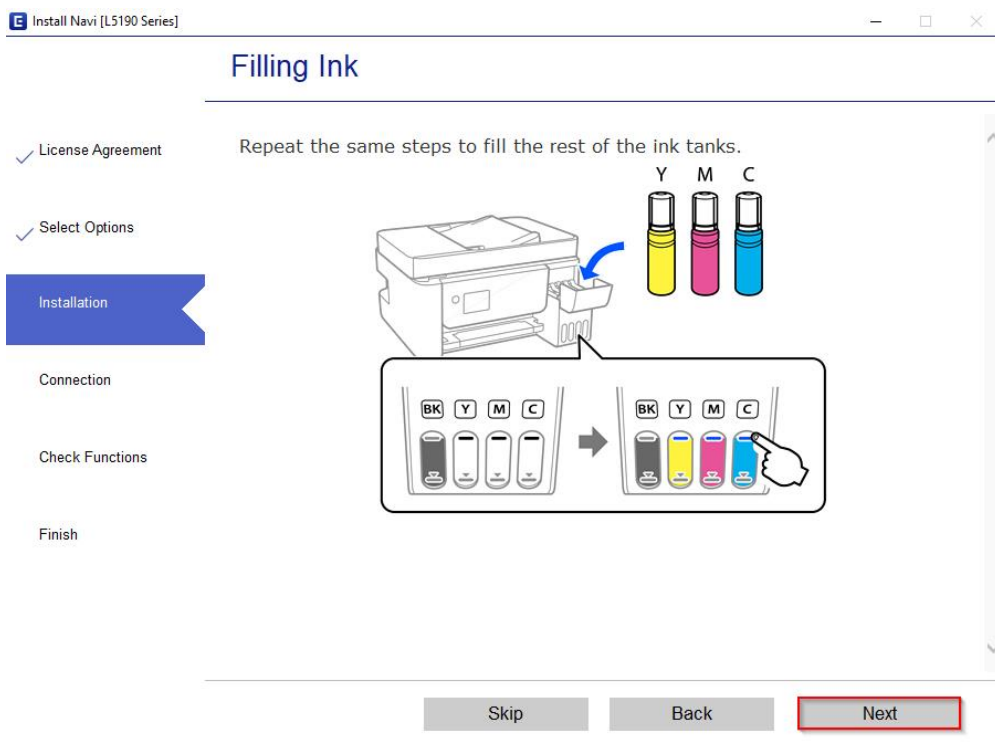 Install Navi [L5190 Series]
Filling Ink
License Agreement
Select Options
Installation
Connection
Check Functions
Finish
Repeat the same steps to fill the rest of the ink tanks.
Y M C
BK Y M C
BK Y M C
Skip Back Next